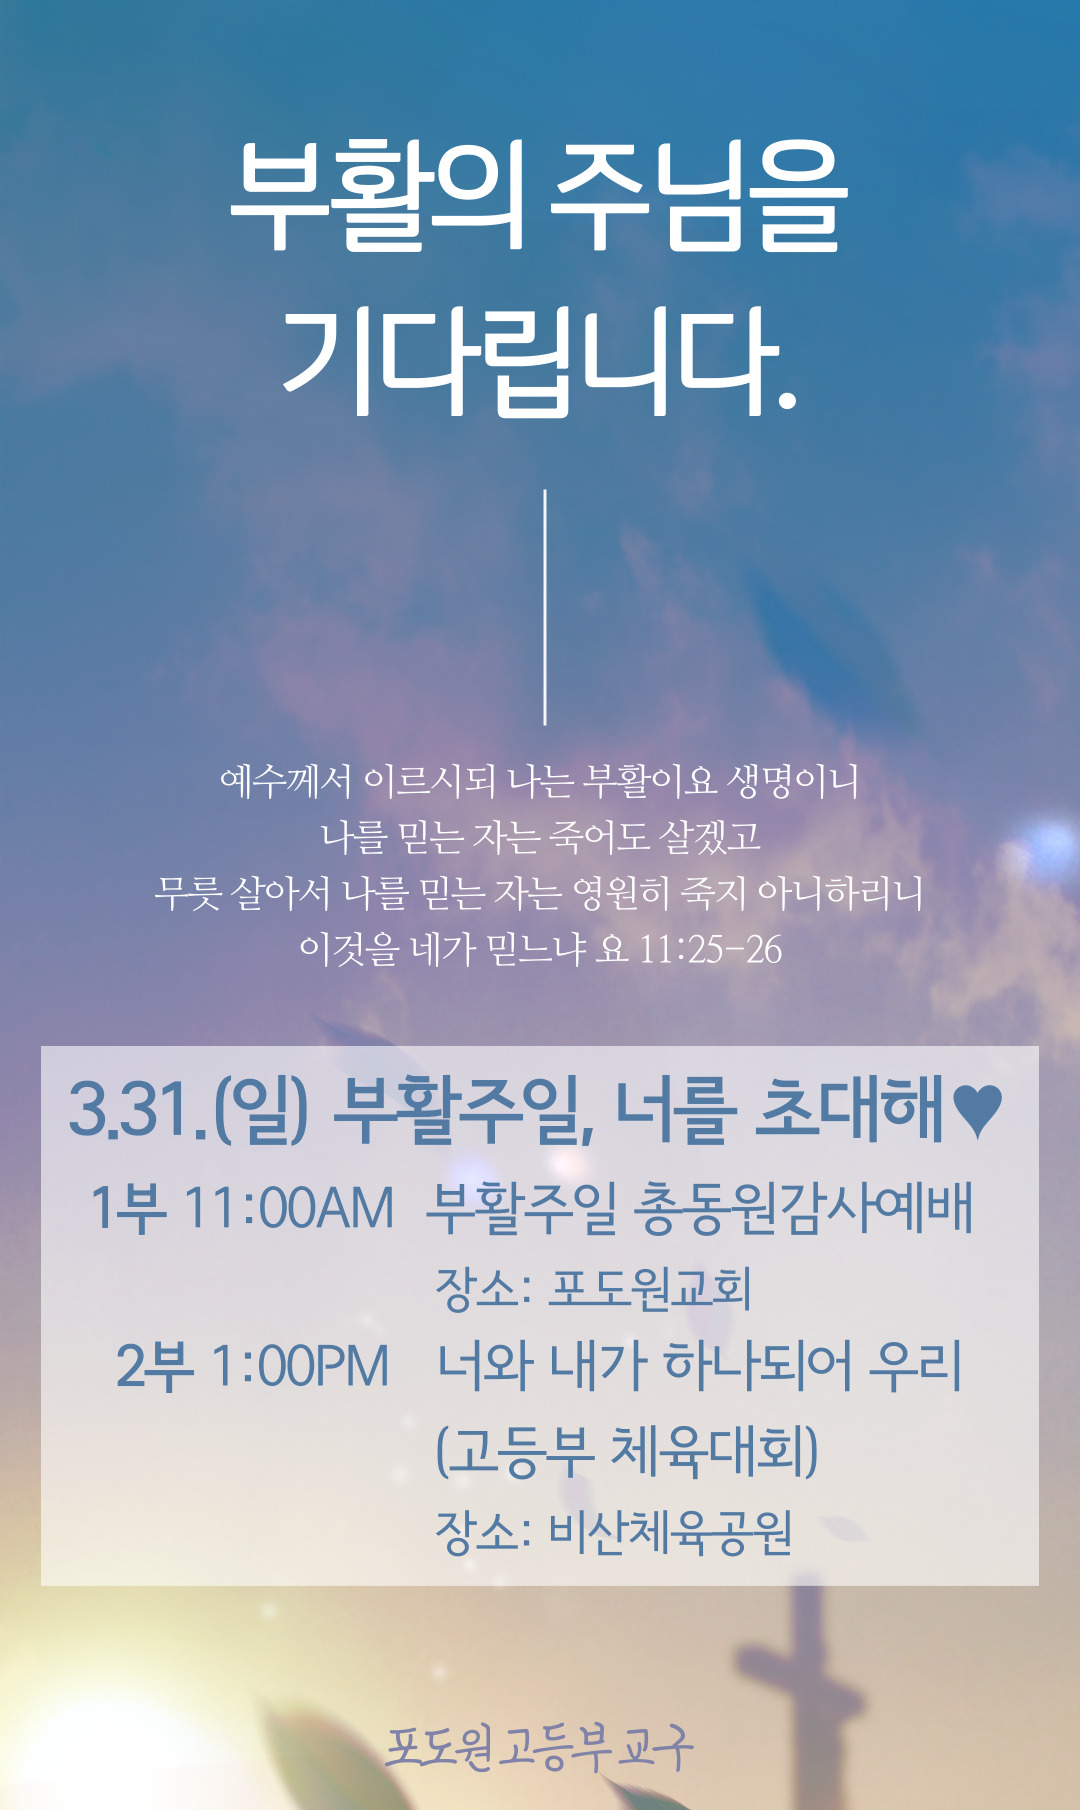 부활의 주님을
기다립니다.
예수께서 이르시되 나는 부활이요 생명이니
나를 믿는 자는 죽어도 살겠고
무릇 살아서 나를 믿는 자는 영원히 죽지 아니하리니
이것을 네가 믿느냐 요 11:25-26
3.31.(일) 부활주일, 너를 초대해♥
1부 11:00AM 부활주일 총동원감사예배
장소: 포도원교회
2부 1:00PM 너와 내가 하나되어 우리
(고등부 체육대회)
장소: 비산체육공원
포도원고등부교구